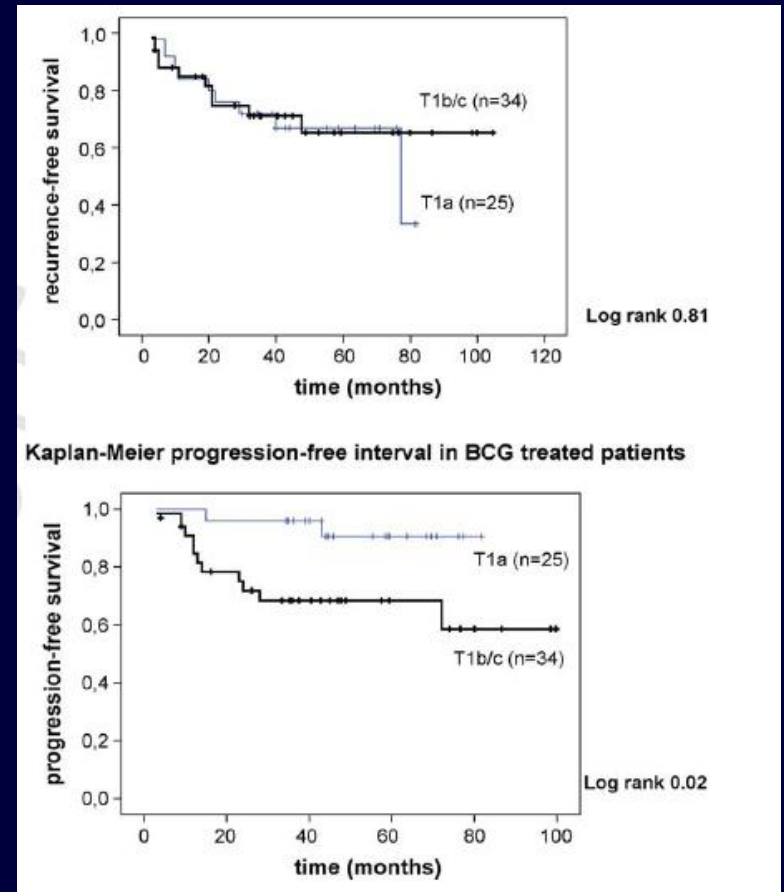 recurrence-free survival
1,0
0,8
0,6
0,4
0,2
0,0
T1b/c (n=34)
T1a (n=25)
Log rank 0.81
0 20 40 60 80 100 120
time (months)
Kaplan-Meier progression-free interval in BCG treated patients
progression-free survival
1,0
0,8
0,6
0,4
0,2
0,0
T1a (n=25)
T1b/c (n=34)
Log rank 0.02
0 20 40 60 80 100
time (months)